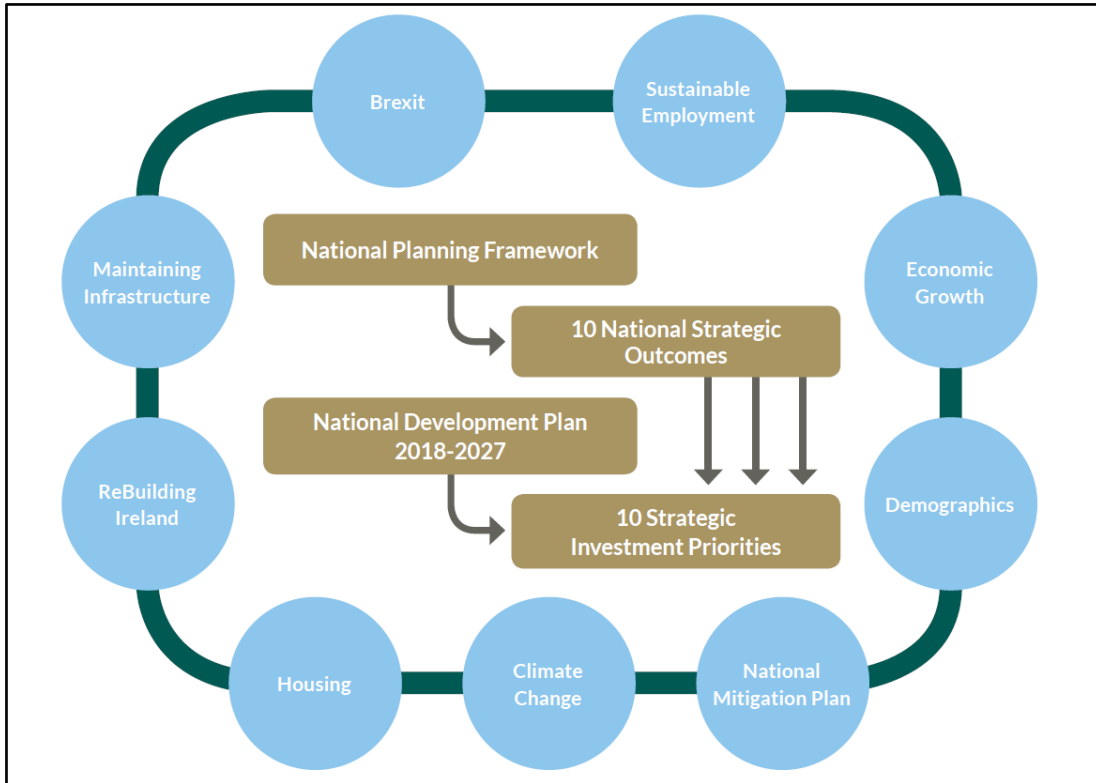 Brexit
Sustainable
Employment
Maintaining
Infrastructure
National Planning Framework
Economic
Growth
10 National Strategic
Outcomes
National Development Plan
2018-2027
ReBuilding
Ireland
10 Strategic
Investment Priorities
Demographics
Housing
Climate
Change
National
Mitigation Plan